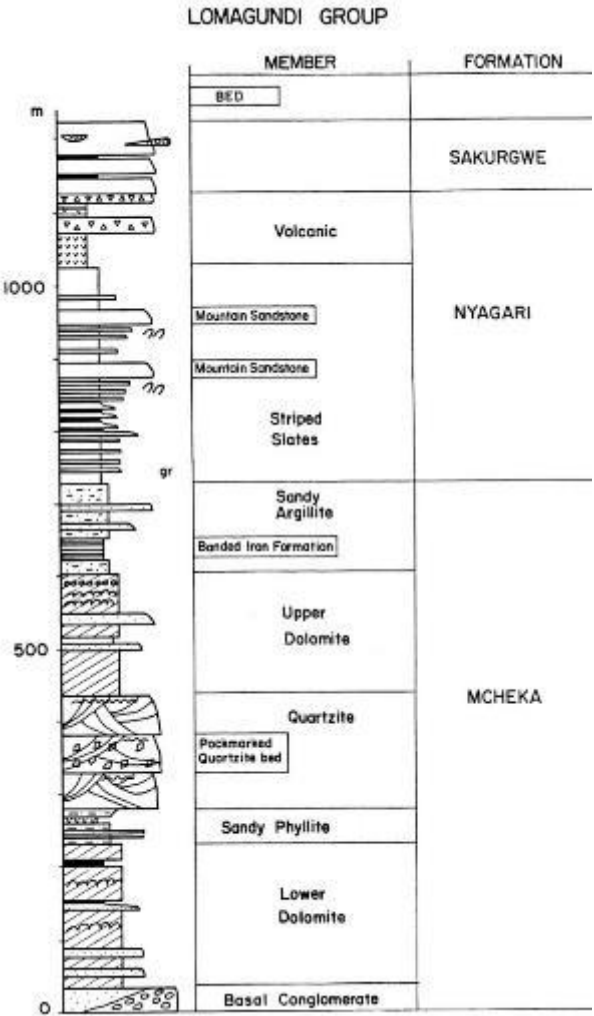 LOMAGUNDI GROUP
MEMBER
FORMATION
BED
m
SAKURGWE
Volcanic
1000
NYAGARI
Mountain Sandstone
Mountain Sandstone
Striped
Slates
gr
Sandy
Argillite
Banded Iron Formation
Upper
Dolomite
500
MCHEKA
Quartzite
Pockmarked
Quartzite bed
Sandy Phyllite
Lower
Dolomite
Basal Conglomerate
0